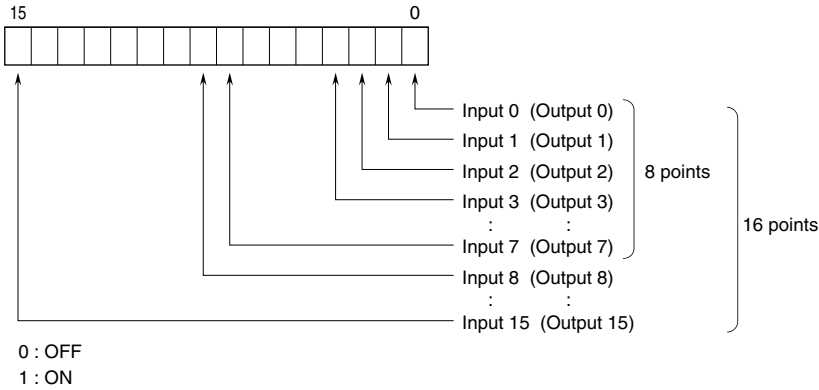 15 0
Input 0 (Output 0)
Input 1 (Output 1)
Input 2 (Output 2)
8 points
Input 3 (Output 3)
: :
16 points
Input 7 (Output 7)
Input 8 (Output 8)
: :
Input 15 (Output 15)
0 : OFF
1 : ON